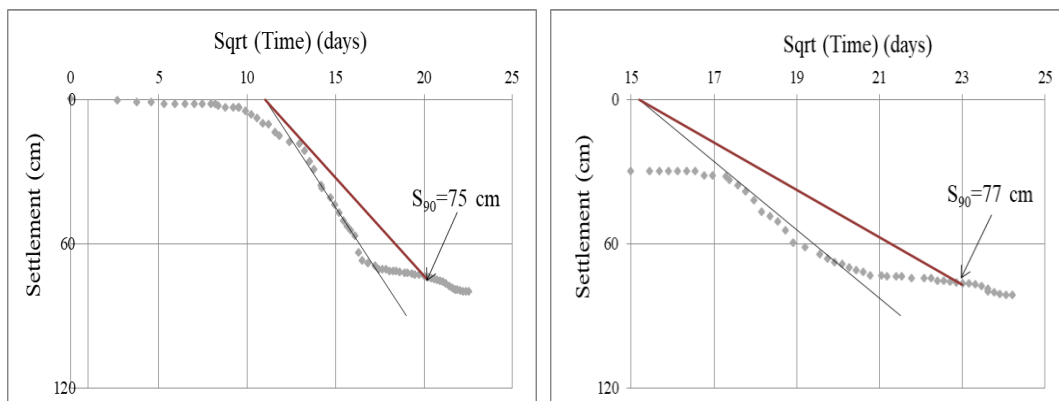 Sqrt (Time) (days)
0 5 10 15 20 25
0
60
120
Settlement (cm)
S90=75 cm
Sqrt (Time) (days)
15 17 19 21 23 25
0
60
120
Settlement (cm)
S90=77 cm